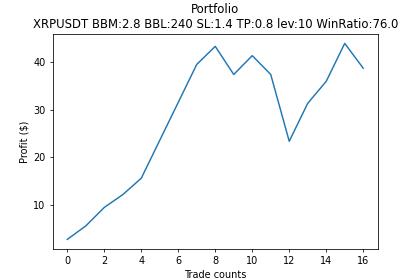 Portfolio
XRPUSDT BBM:2.8 BBL:240 SL:1.4 TP:0.8 lev:10 WinRatio:76.0
40
30
20
10
Profit ($)
0 2 4 6 8 10 12 14 16
Trade counts